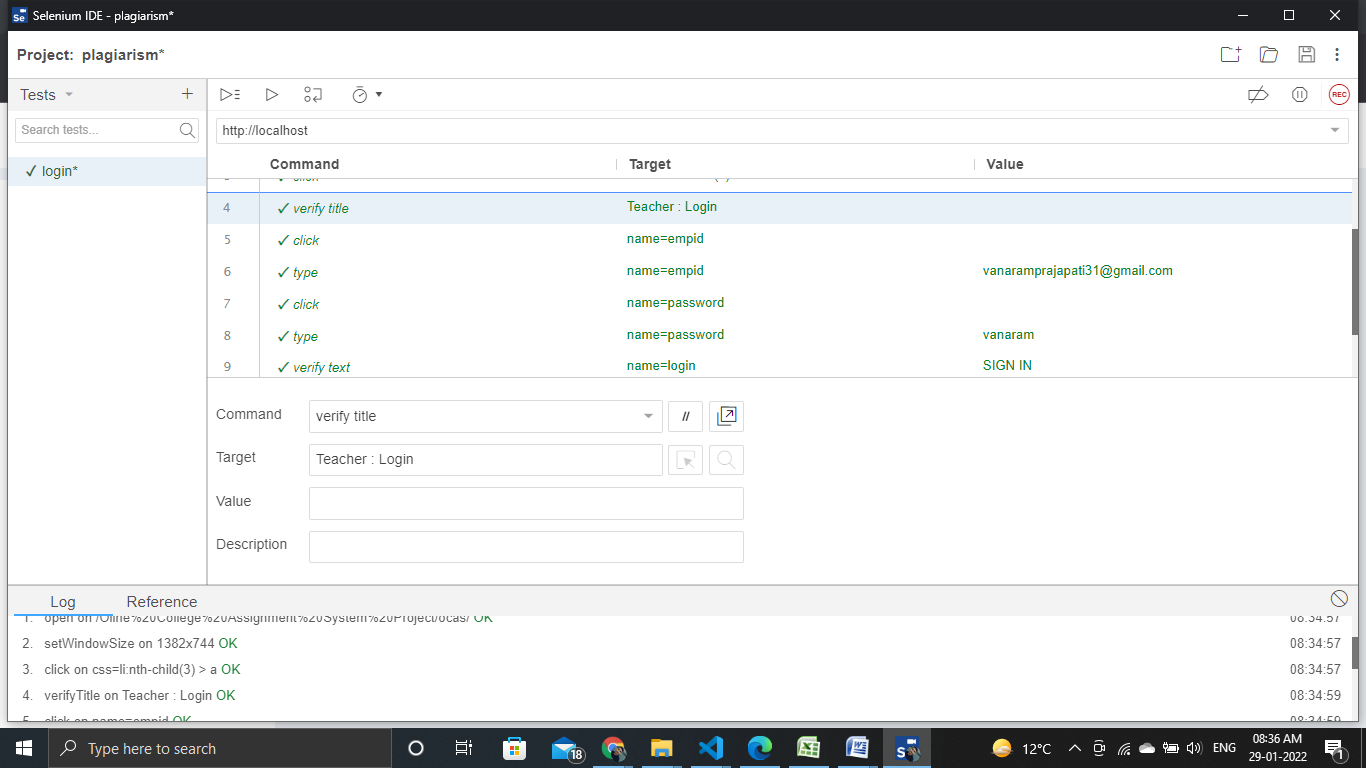 Selenium IDE - plagiarism*
Project: plagiarism*
Tests
REC
Search tests...
http://localhost
login*
Command Target Value
click
4 verify title Teacher : Login
5 click name=empid
6 type name=empid vanaramprajapati31@gmail.com
7 click name=password
8 type name=password vanaram
9 verify text name=login SIGN IN
Command verify title //
Target Teacher : Login
Value
Description
Log Reference
1. open on /Oline%20College%20Assignment%20System%20Project/ocas/ OK 08:34:57
2. setWindowSize on 1382x744 OK 08:34:57
3. click on css=li:nth-child(3) > a OK 08:34:57
4. verifyTitle on Teacher : Login OK 08:34:59
5. click on name=empid OK 08:34:59
Type here to search
18
12°C
ENG
08:36 AM
29-01-2022
1